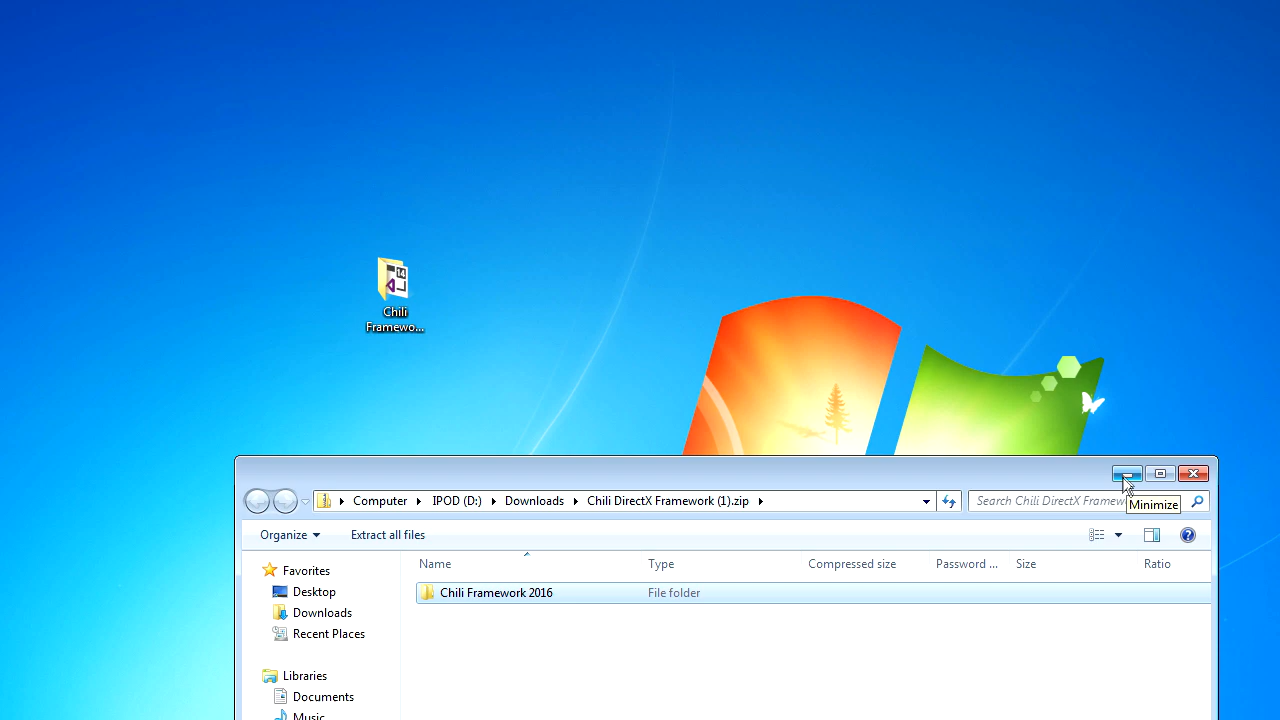 14
Chili
Framewo...
Computer
IPOD (D:)
Downloads
Chili DirectX Framework (1).zip
Search Chili DirectX Framew
Minimize
Organize
Extract all files
Name
Type
Compressed size
Password ...
Size
Ratio
Favorites
Desktop
Downloads
Recent Places
Libraries
Documents
Music
Chili Framework 2016
File folder